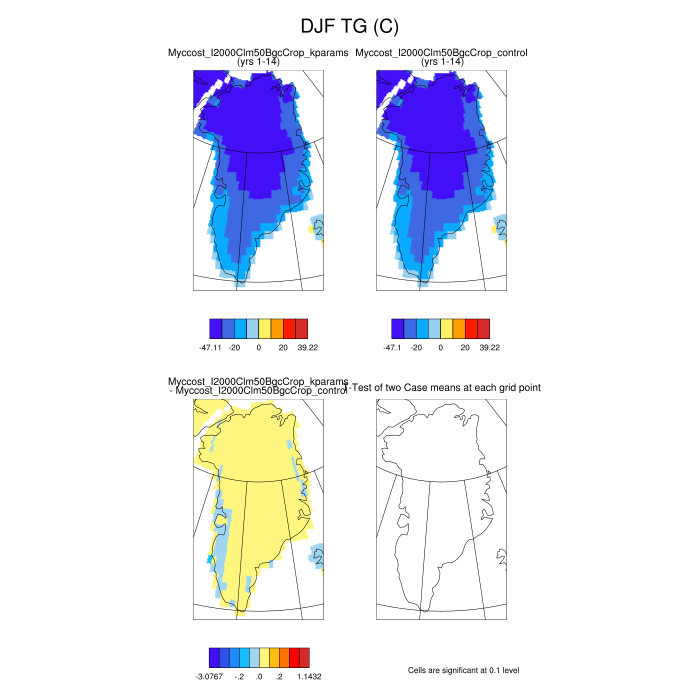 DJF TG (C)
Myccost_I2000Clm50BgcCrop_kparams
(yrs 1-14)
Myccost_I2000Clm50BgcCrop_control
(yrs 1-14)
-47.11 -20 0 20 39.22
-47.1 -20 0 20 39.22
Myccost_I2000Clm50BgcCrop_kparams
- Myccost_I2000Clm50BgcCrop_control
-Test of two Case means at each grid point
-3.0767 -.2 .0 .2 1.1432
Cells are significant at 0.1 level